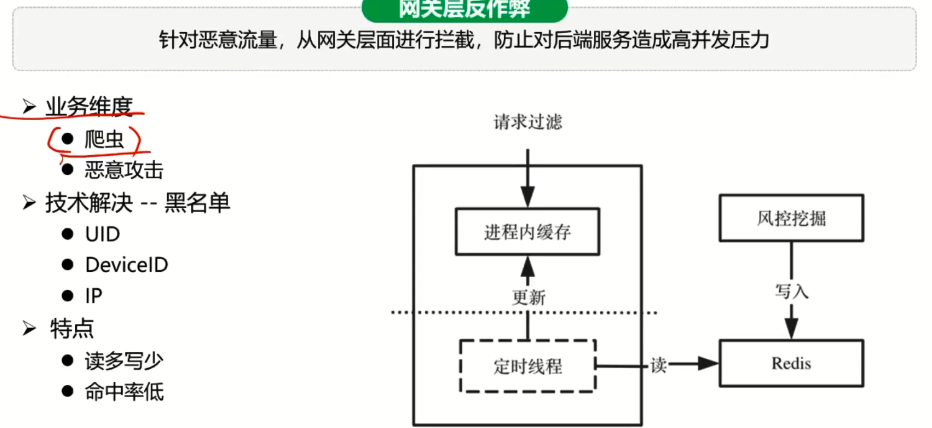 网关层反作弊
针对恶意流量，从网关层面进行拦截，防止对后端服务造成高并发压力
业务维度
爬虫
恶意攻击
技术解决 -- 黑名单
UID
DeviceID
IP
特点
读多写少
命中率低
请求过滤
进程内缓存
更新
定时线程
读
风控挖掘
写入
Redis